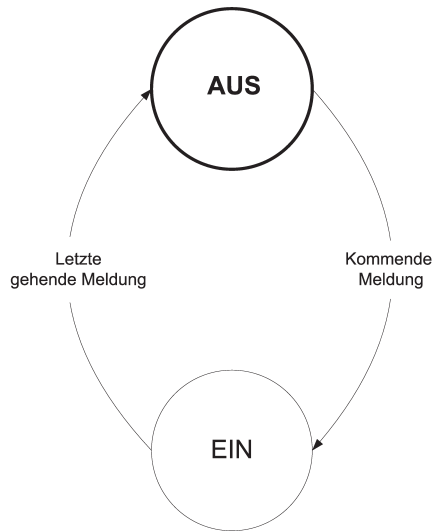 AUS
Letzte
gehende Meldung
Kommende
Meldung
EIN